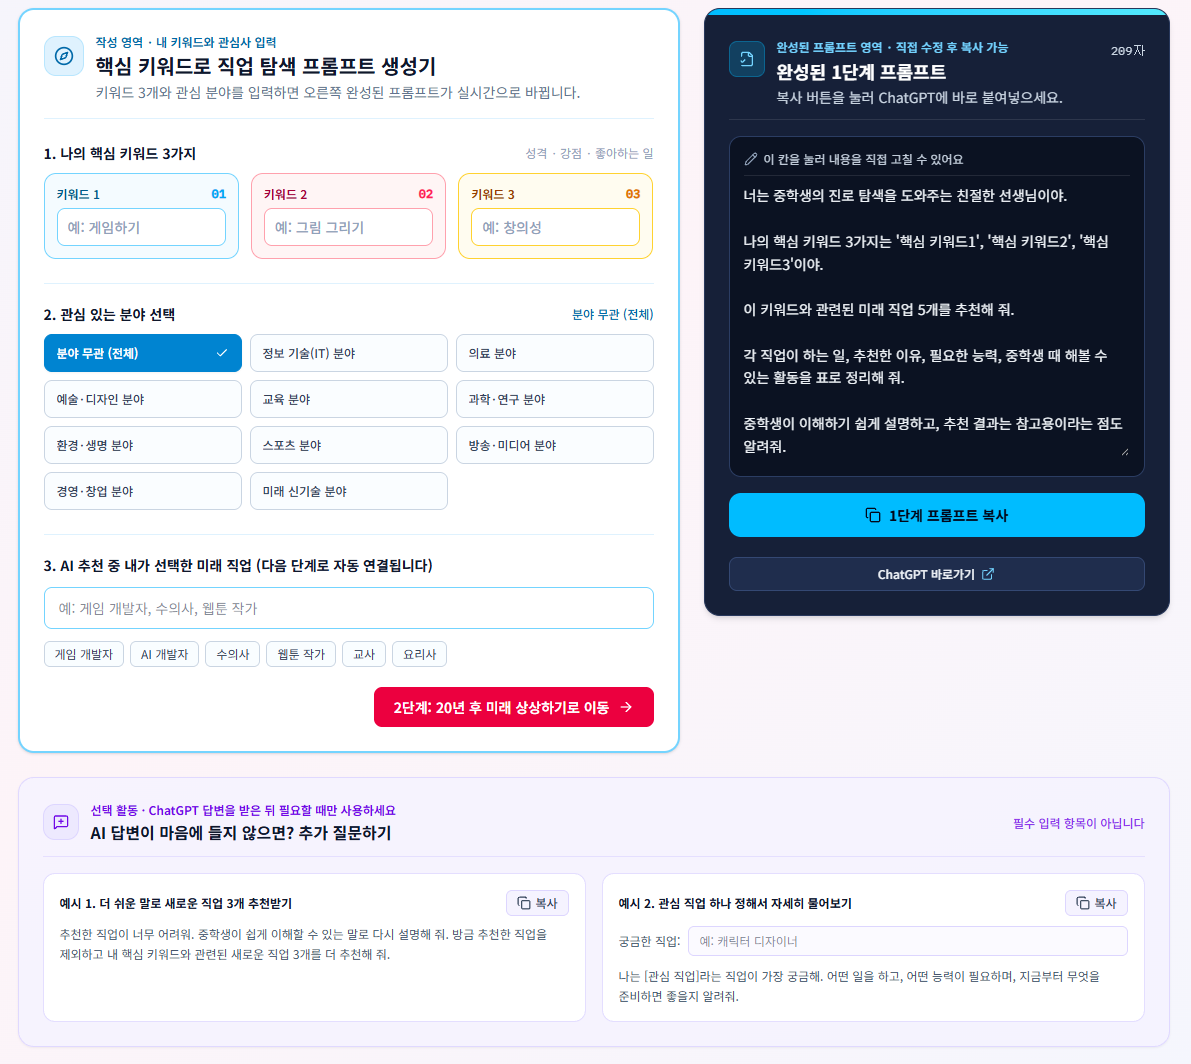 작성 영역 · 내 키워드와 관심사 입력
핵심 키워드로 직업 탐색 프롬프트 생성기
키워드 3개와 관심 분야를 입력하면 오른쪽 완성된 프롬프트가 실시간으로 바뀝니다.
1. 나의 핵심 키워드 3가지
성격 · 강점 · 좋아하는 일
키워드 1
01
예: 게임하기
키워드 2
02
예: 그림 그리기
키워드 3
03
예: 창의성
2. 관심 있는 분야 선택
분야 무관 (전체)
분야 무관 (전체)
정보 기술(IT) 분야
의료 분야
예술·디자인 분야
교육 분야
과학·연구 분야
환경·생명 분야
스포츠 분야
방송·미디어 분야
경영·창업 분야
미래 신기술 분야
3. AI 추천 중 내가 선택한 미래 직업 (다음 단계로 자동 연결됩니다)
예: 게임 개발자, 수의사, 웹툰 작가
게임 개발자
AI 개발자
수의사
웹툰 작가
교사
요리사
2단계: 20년 후 미래 상상하기로 이동
완성된 프롬프트 영역 · 직접 수정 후 복사 가능
209자
완성된 1단계 프롬프트
복사 버튼을 눌러 ChatGPT에 바로 붙여넣으세요.
이 칸을 눌러 내용을 직접 고칠 수 있어요
너는 중학생의 진로 탐색을 도와주는 친절한 선생님이야.
나의 핵심 키워드 3가지는 '핵심 키워드1', '핵심 키워드2', '핵심
키워드3'이야.
이 키워드와 관련된 미래 직업 5개를 추천해 줘.
각 직업이 하는 일, 추천한 이유, 필요한 능력, 중학생 때 해볼 수
있는 활동을 표로 정리해 줘.
중학생이 이해하기 쉽게 설명하고, 추천 결과는 참고용이라는 점도
알려줘.
1단계 프롬프트 복사
ChatGPT 바로가기
선택 활동 · ChatGPT 답변을 받은 뒤 필요할 때만 사용하세요
AI 답변이 마음에 들지 않으면? 추가 질문하기
필수 입력 항목이 아닙니다
예시 1. 더 쉬운 말로 새로운 직업 3개 추천받기
복사
추천한 직업이 너무 어려워. 중학생이 쉽게 이해할 수 있는 말로 다시 설명해 줘. 방금 추천한 직업을
제외하고 내 핵심 키워드와 관련된 새로운 직업 3개를 더 추천해 줘.
예시 2. 관심 직업 하나 정해서 자세히 물어보기
복사
궁금한 직업:
예: 캐릭터 디자이너
나는 [관심 직업]라는 직업이 가장 궁금해. 어떤 일을 하고, 어떤 능력이 필요하며, 지금부터 무엇을
준비하면 좋을지 알려줘.